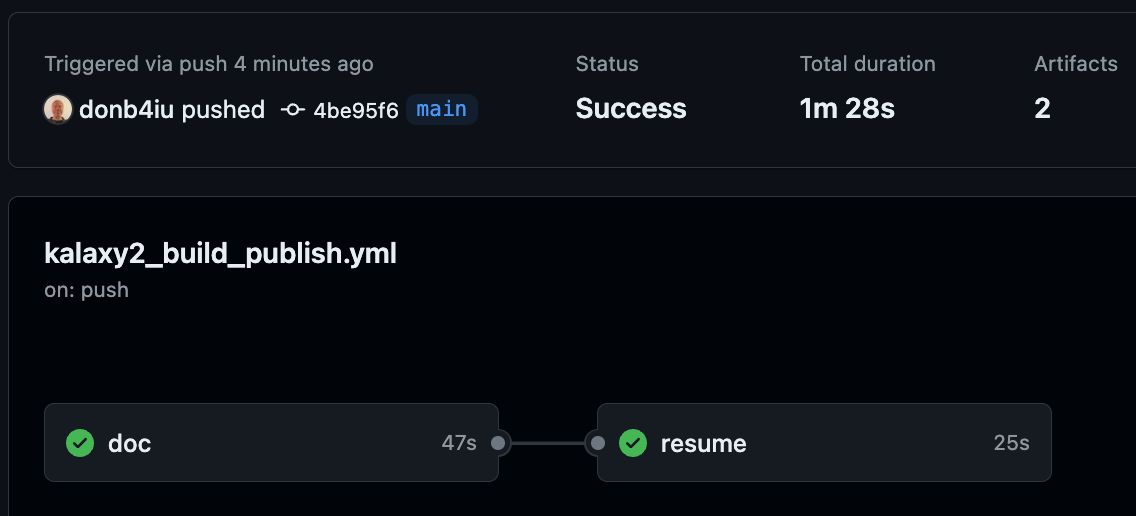 Triggered via push 4 minutes ago
donb4iu pushed 4be95f6 main
Status
Success
Total duration
1m 28s
Artifacts
2
kalaxy2_build_publish.yml
on: push
doc 47s
resume 25s